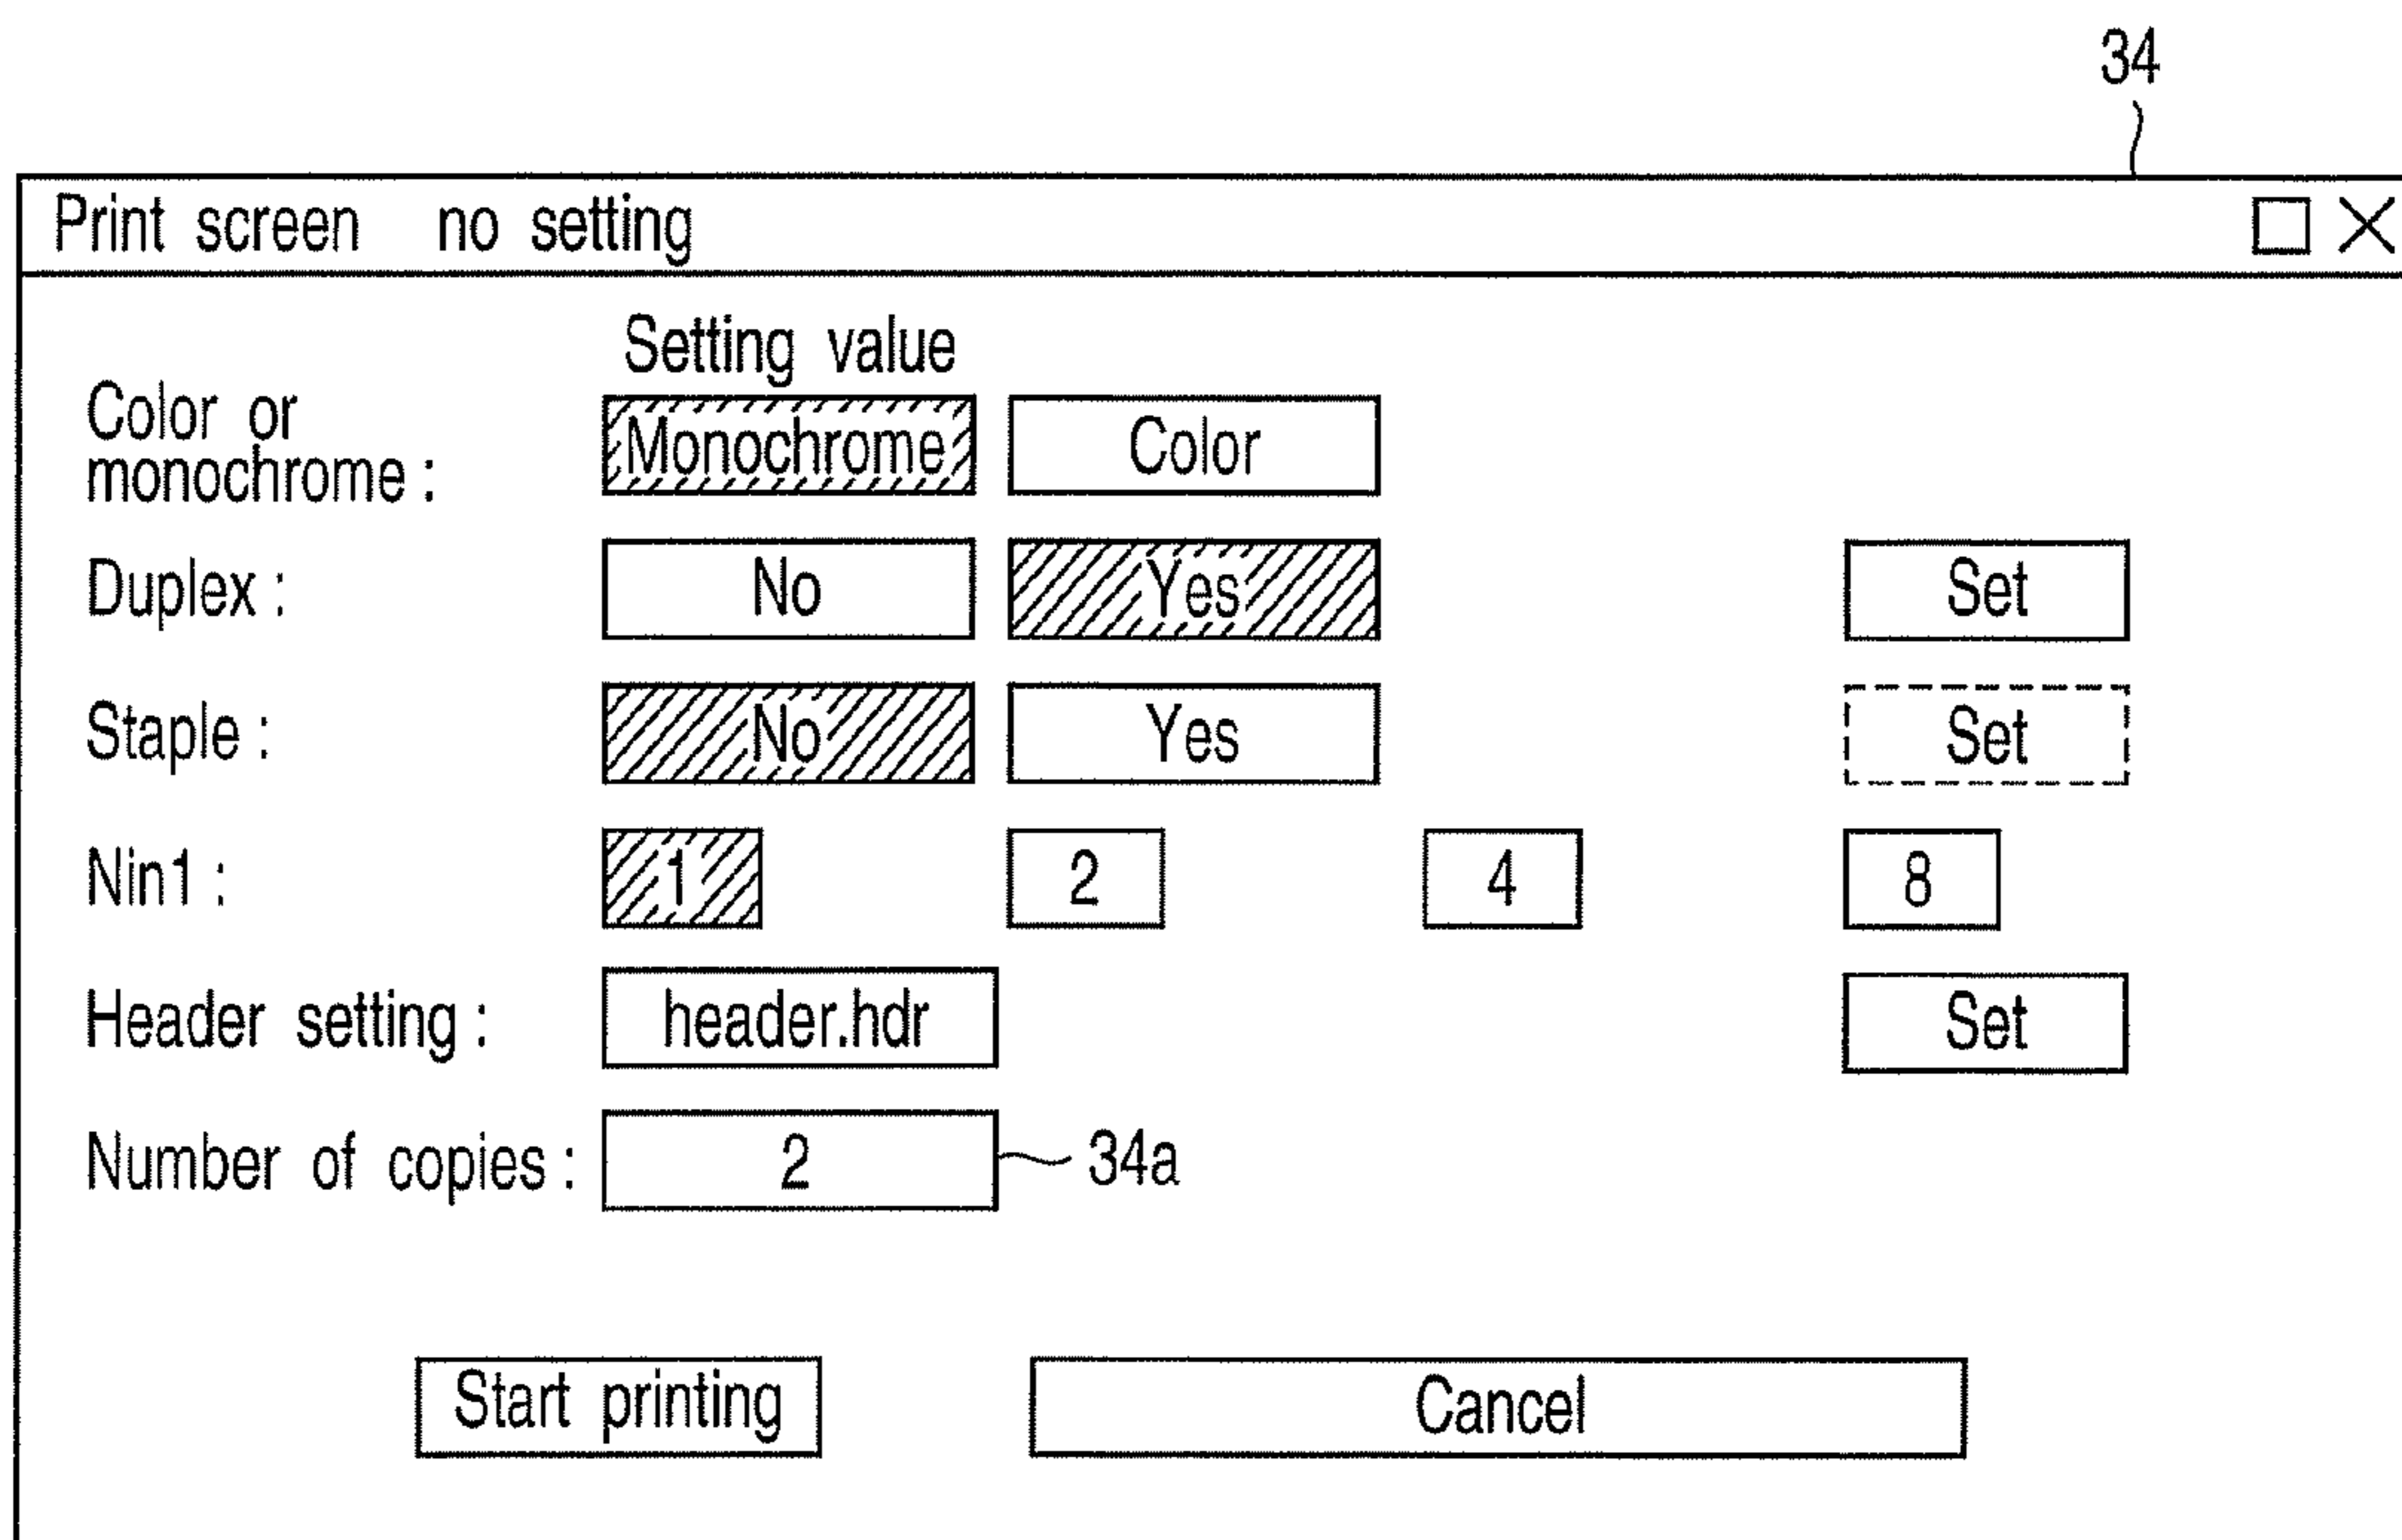 34
Print screen no setting
Setting value
Color or
monochrome :
Monochrome Color
Duplex : No Yes Set
Staple : No Yes Set
Nin1 : 1 2 4 8
Header setting : header.hdr Set
Number of copies : 2 34a
Start printing Cancel